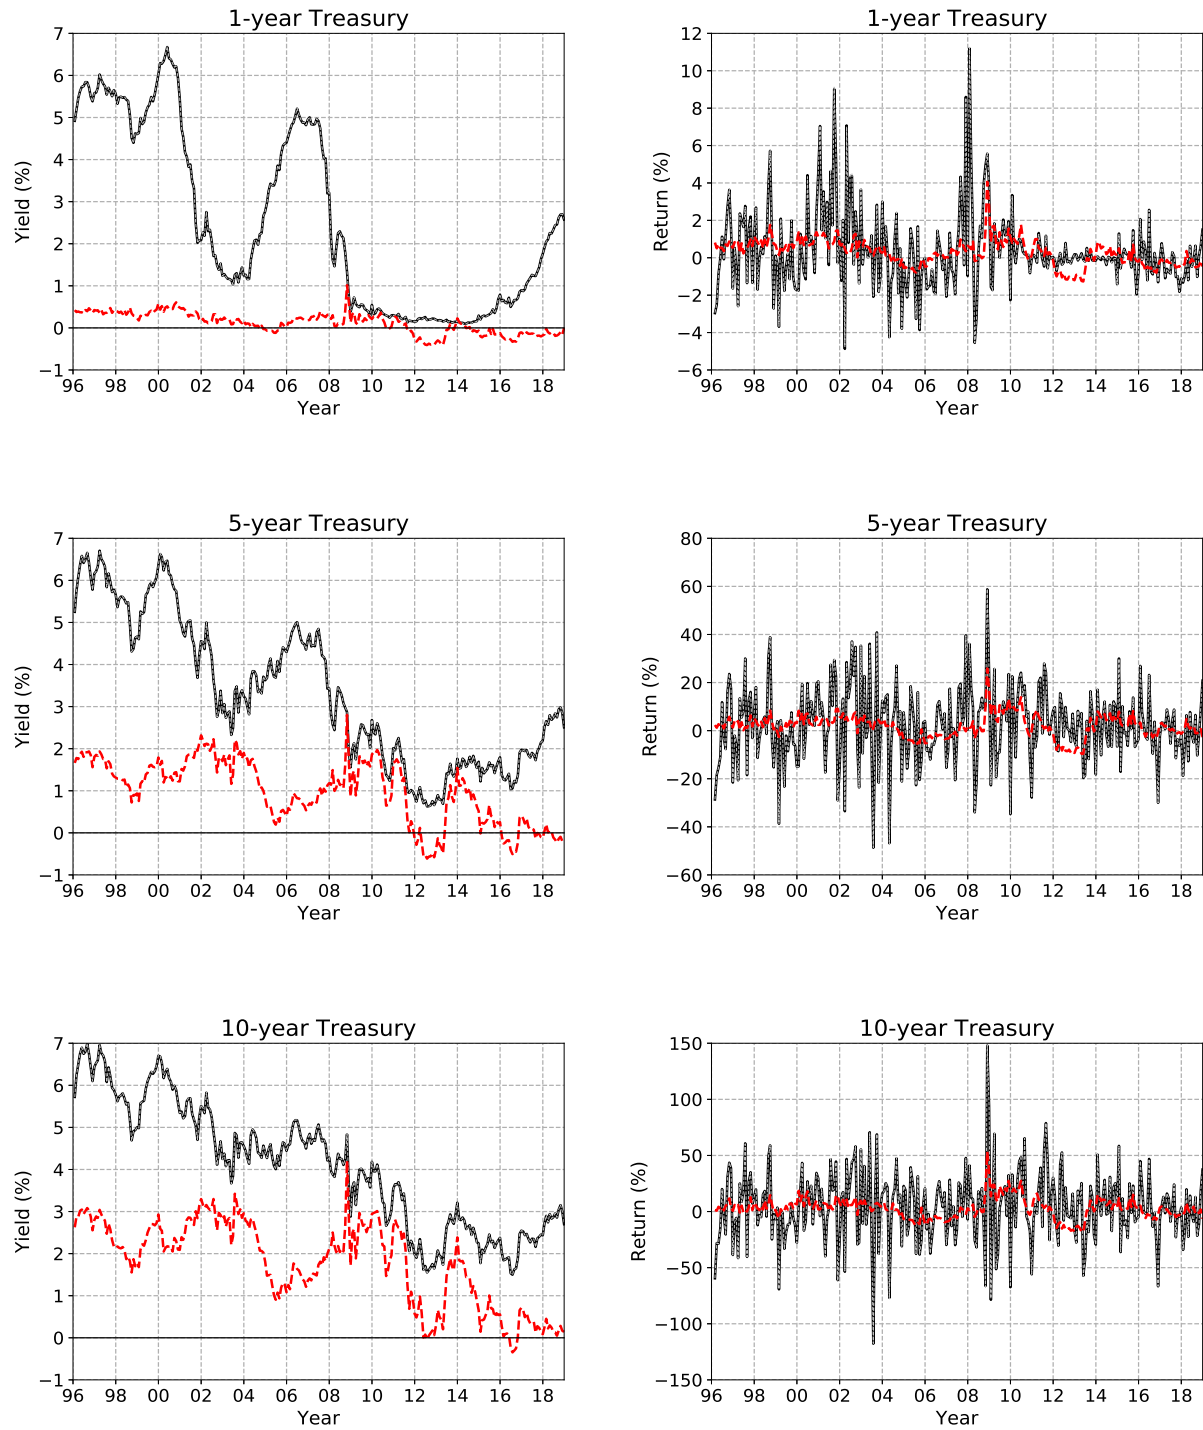 1-year Treasury
Yield (%)
7
6
5
4
3
2
1
0
−1
96 98 00 02 04 06 08 10 12 14 16 18
Year
1-year Treasury
Return (%)
12
10
8
6
4
2
0
−2
−4
−6
96 98 00 02 04 06 08 10 12 14 16 18
Year
5-year Treasury
Yield (%)
7
6
5
4
3
2
1
0
−1
96 98 00 02 04 06 08 10 12 14 16 18
Year
5-year Treasury
Return (%)
80
60
40
20
0
−20
−40
−60
96 98 00 02 04 06 08 10 12 14 16 18
Year
10-year Treasury
Yield (%)
7
6
5
4
3
2
1
0
−1
96 98 00 02 04 06 08 10 12 14 16 18
Year
10-year Treasury
Return (%)
150
100
50
0
−50
−100
−150
96 98 00 02 04 06 08 10 12 14 16 18
Year